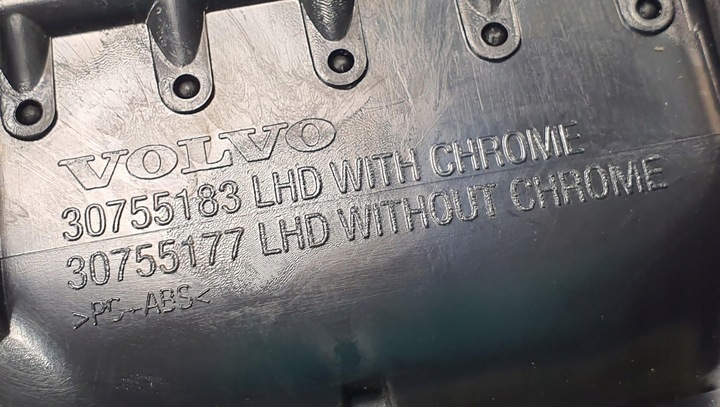 VOLVO
30755183 LHD WITH CHROME
30755177 LHD WITHOUT CHROME
>PC-ABS<